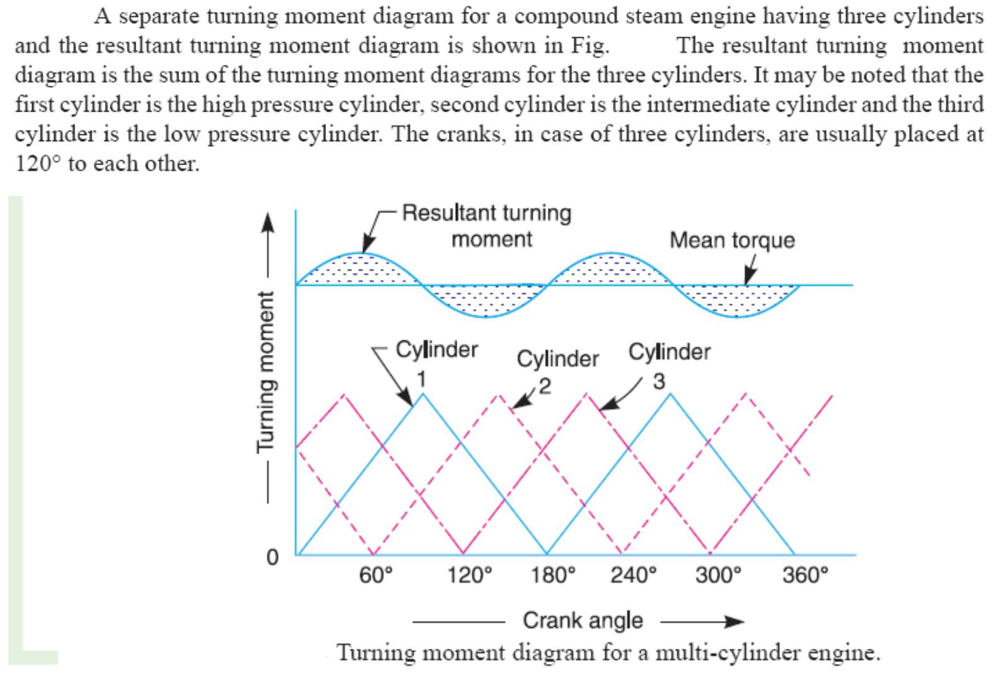 A separate turning moment diagram for a compound steam engine having three cylinders
and the resultant turning moment diagram is shown in Fig. The resultant turning moment
diagram is the sum of the turning moment diagrams for the three cylinders. It may be noted that the
first cylinder is the high pressure cylinder, second cylinder is the intermediate cylinder and the third
cylinder is the low pressure cylinder. The cranks, in case of three cylinders, are usually placed at
120° to each other.
Resultant turning
moment
Mean torque
Turning moment
Cylinder
1
Cylinder
2
Cylinder
3
0
60° 120° 180° 240° 300° 360°
Crank angle
Turning moment diagram for a multi-cylinder engine.